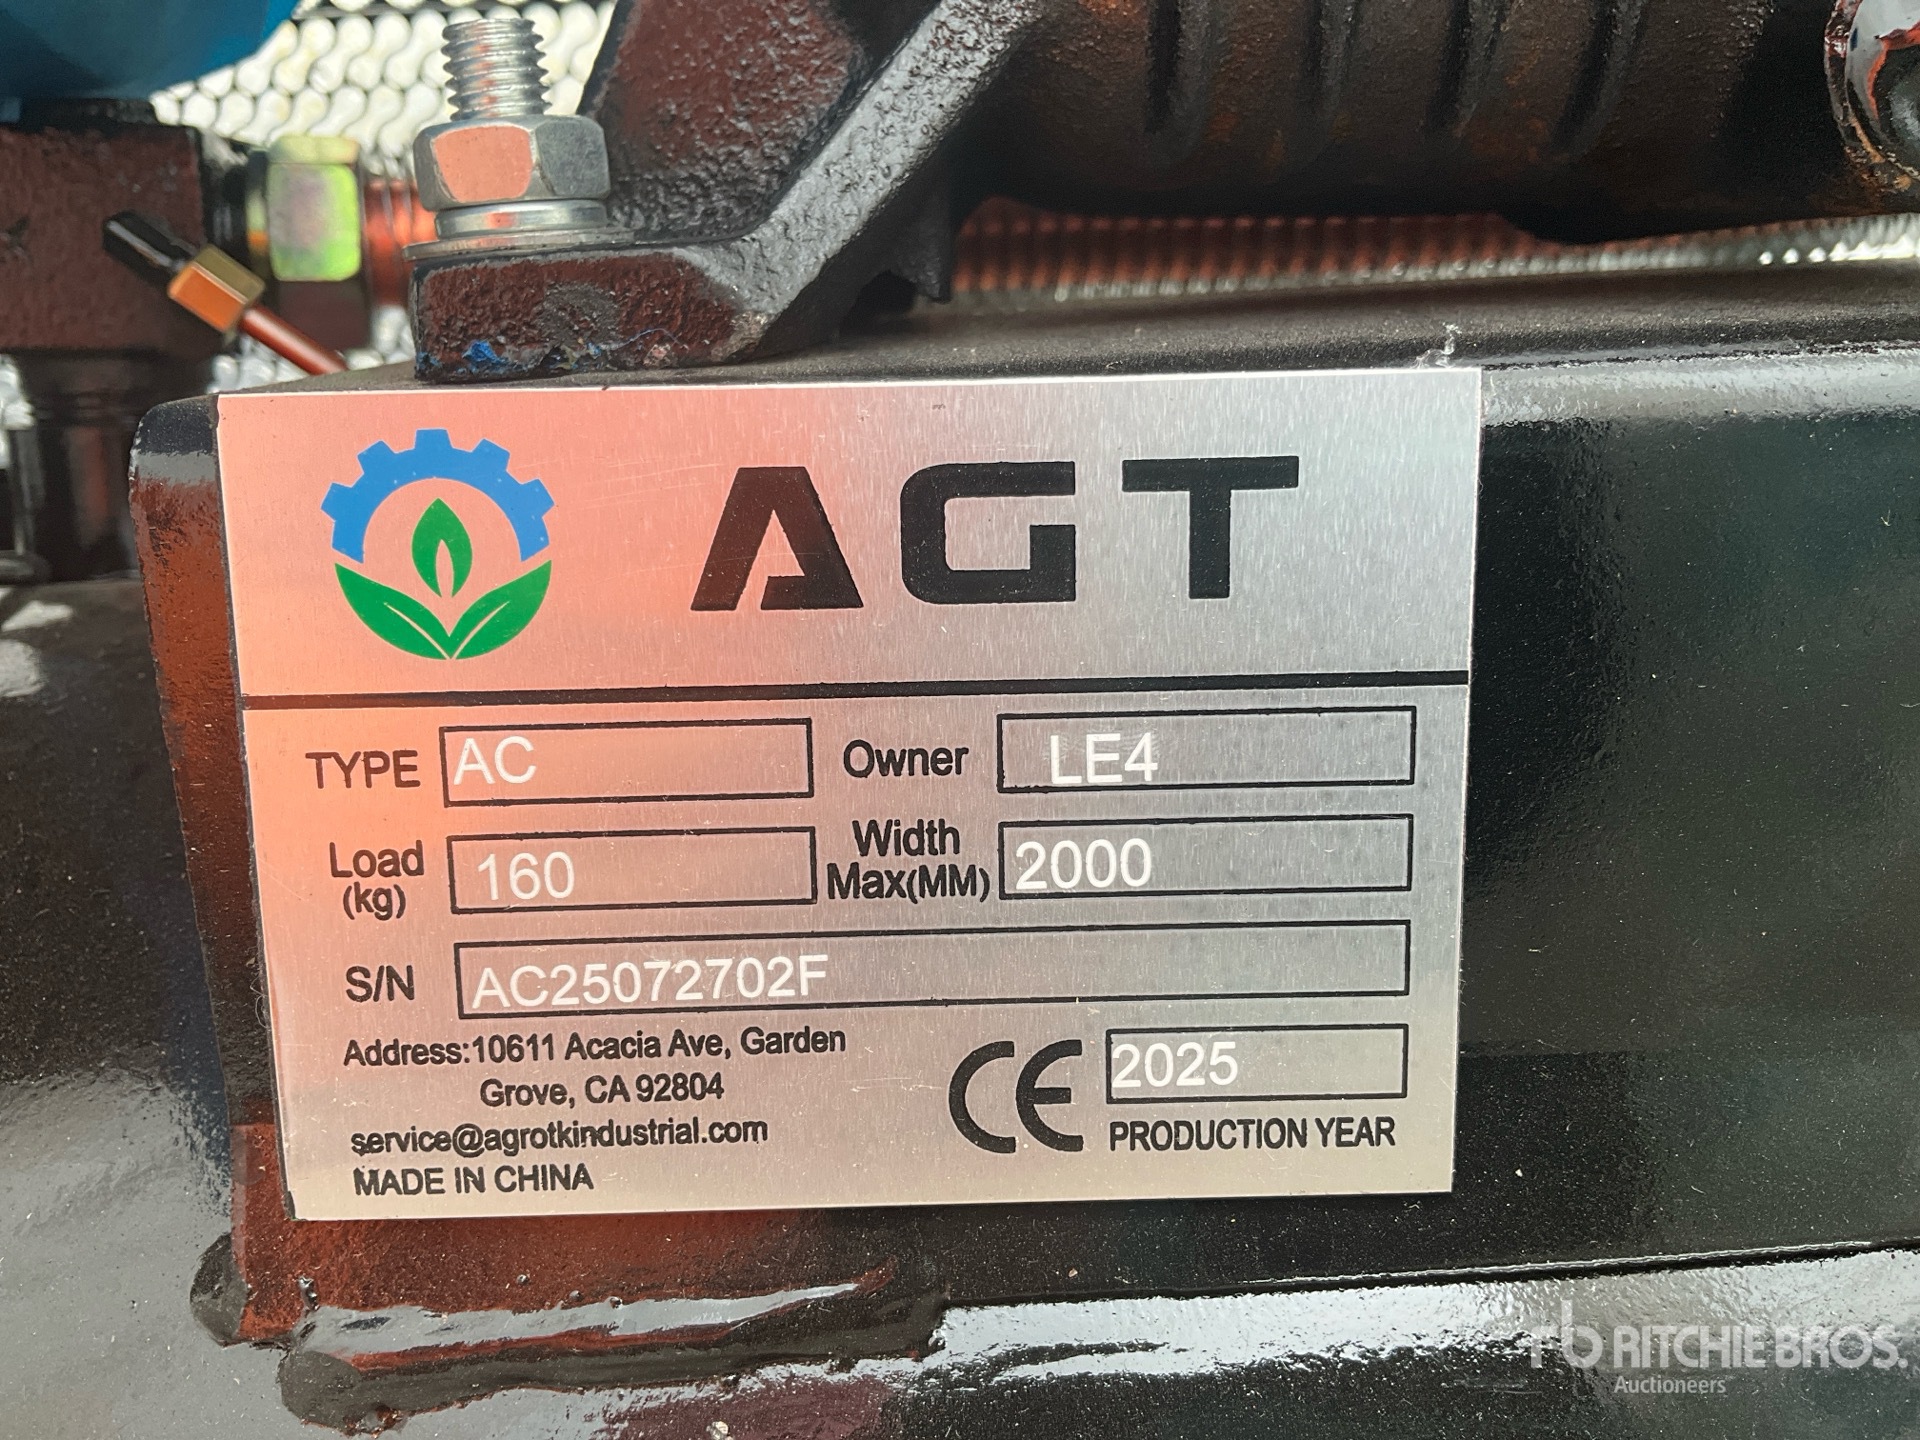 AGT
TYPE AC Owner LE4
Load (kg) 160 Width Max(MM) 2000
S/N AC25072702F
Address:10611 Acacia Ave, Garden
Grove, CA 92804
service@agrotkindustrial.com
MADE IN CHINA
CE 2025
PRODUCTION YEAR
rb RITCHIE BROS.
Auctioneers